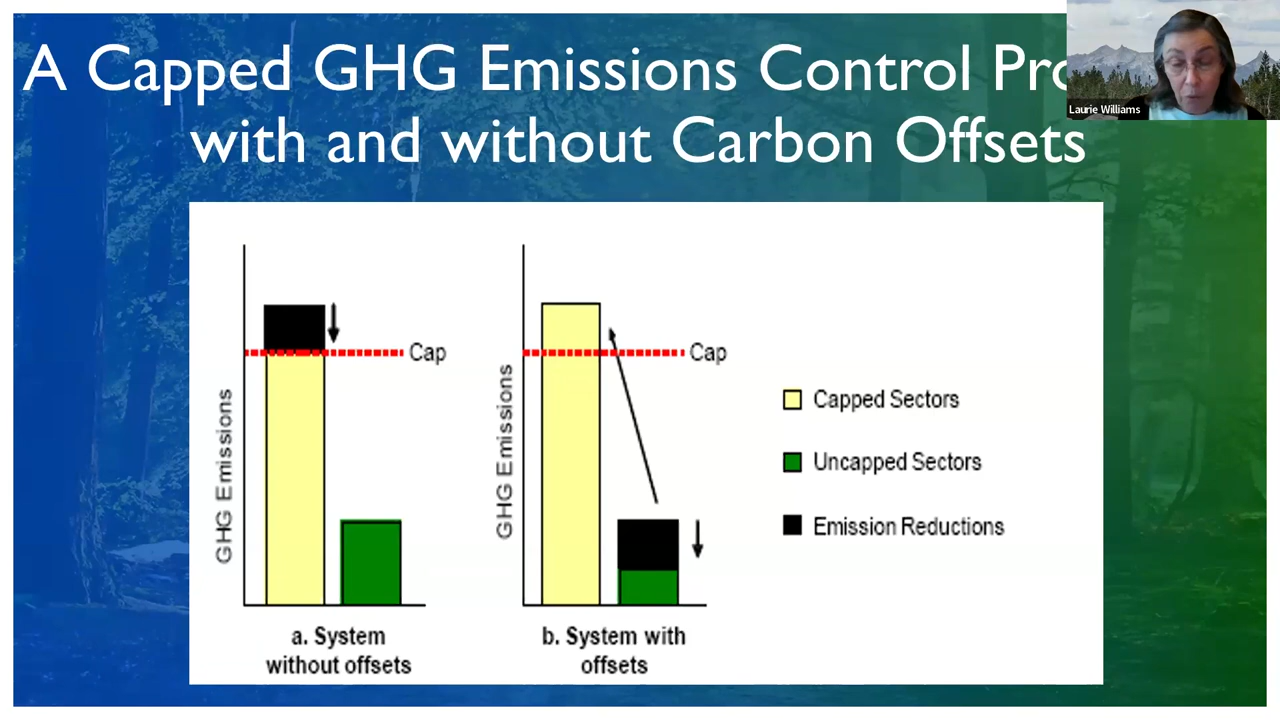 A Capped GHG Emissions Control
with and without Carbon Offsets
Laurie Williams
GHG Emissions
Cap
a. System
without offsets
GHG Emissions
Cap
b. System with
offsets
Capped Sectors
Uncapped Sectors
Emission Reductions